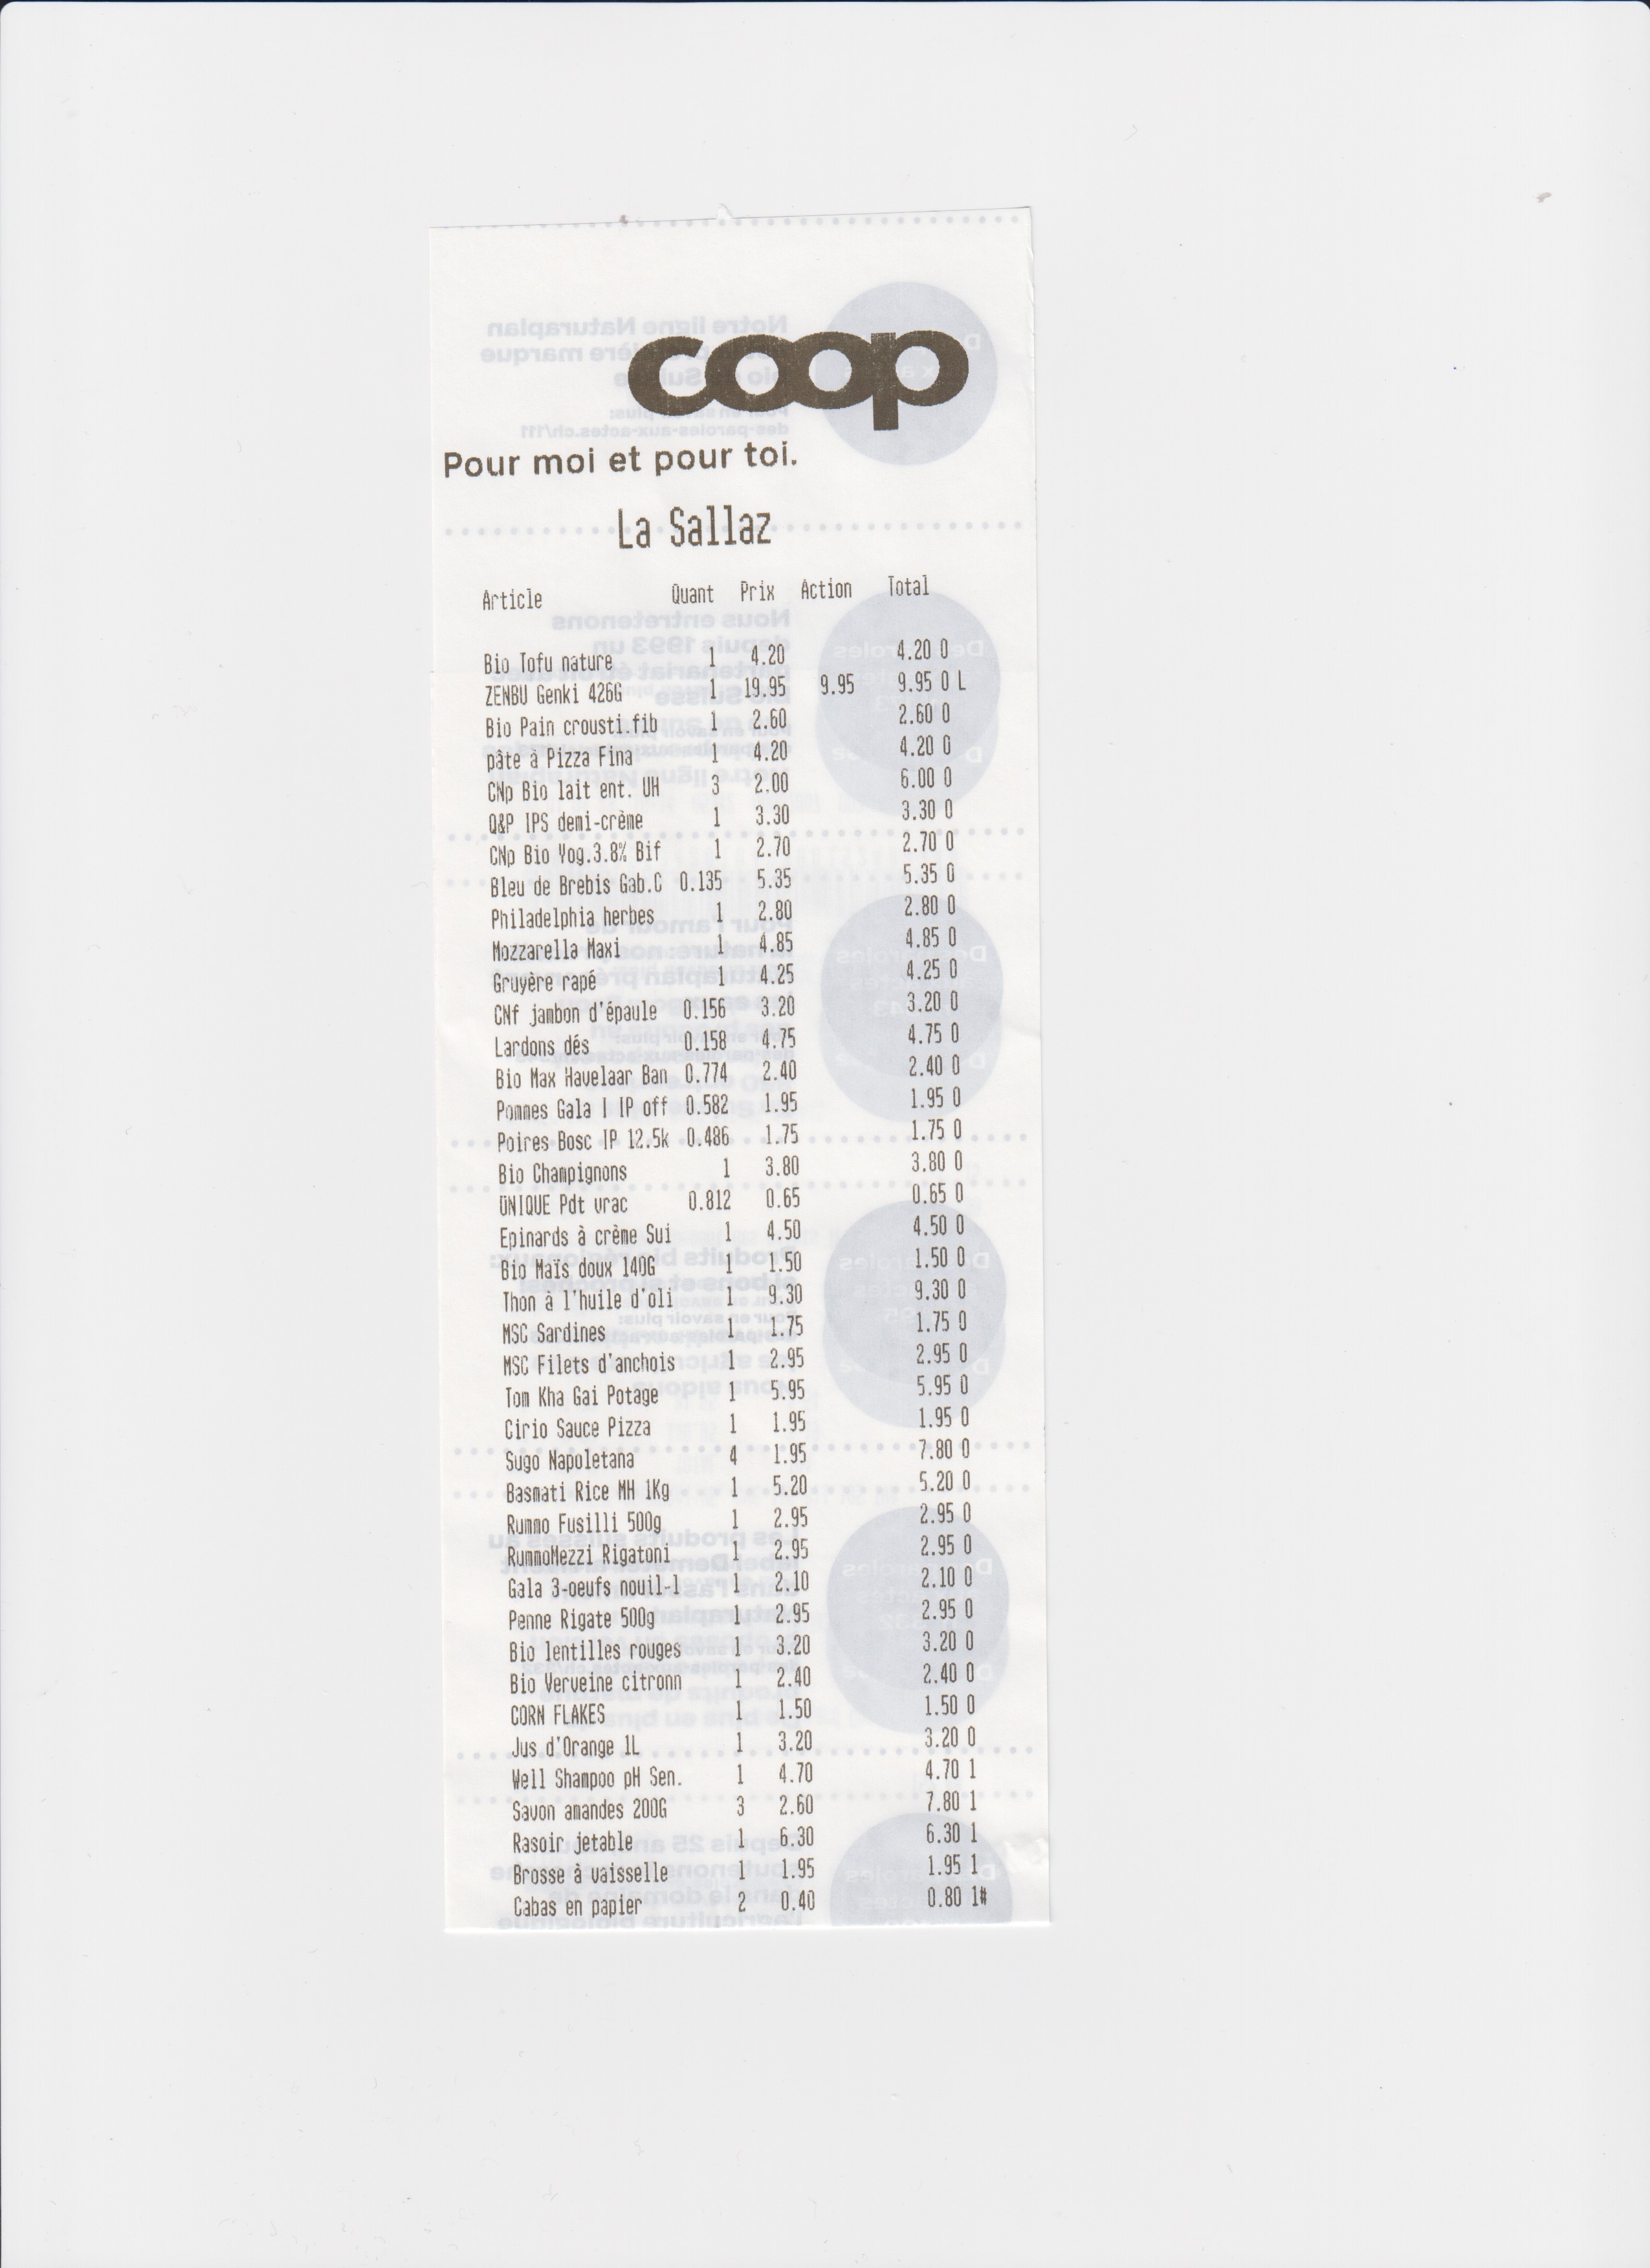 coop
Pour moi et pour toi.
La Sallaz
Article Quant Prix Action Total
Bio Tofu nature 1 4.20 4.20 0
ZENBU Genki 426G 1 19.95 9.95 9.95 0 L
Bio Pain crousti.fib 1 2.60 2.60 0
pâte à Pizza Fina 1 4.20 4.20 0
CNp Bio lait ent. UH 3 2.00 6.00 0
Q&P IPS demi-crème 1 3.30 3.30 0
CNp Bio Yog.3.8% Bif 1 2.70 2.70 0
Bleu de Brebis Gab.C 0.135 5.35 5.35 0
Philadelphia herbes 1 2.80 2.80 0
Mozzarella Maxi 1 4.85 4.85 0
Gruyère rapé 1 4.25 4.25 0
CNf jambon d'épaule 0.156 3.20 3.20 0
Lardons dés 0.158 4.75 4.75 0
Bio Max Havelaar Ban 0.774 2.40 2.40 0
Pommes Gala I IP off 0.582 1.95 1.95 0
Poires Bosc IP 12.5k 0.486 1.75 1.75 0
Bio Champignons 1 3.80 3.80 0
ÜNIQUE Pdt vrac 0.812 0.65 0.65 0
Epinards à crème Sui 1 4.50 4.50 0
Bio Maïs doux 140G 1 1.50 1.50 0
Thon à l'huile d'oli 1 9.30 9.30 0
MSC Sardines 1 1.75 1.75 0
MSC Filets d'anchois 1 2.95 2.95 0
Tom Kha Gai Potage 1 5.95 5.95 0
Cirio Sauce Pizza 1 1.95 1.95 0
Sugo Napoletana 4 1.95 7.80 0
Basmati Rice MH 1Kg 1 5.20 5.20 0
Rummo Fusilli 500g 1 2.95 2.95 0
RummoMezzi Rigatoni 1 2.95 2.95 0
Gala 3-oeufs nouil-l 1 2.10 2.10 0
Penne Rigate 500g 1 2.95 2.95 0
Bio lentilles rouges 1 3.20 3.20 0
Bio Verveine citronn 1 2.40 2.40 0
CORN FLAKES 1 1.50 1.50 0
Jus d'Orange 1L 1 3.20 3.20 0
Well Shampoo pH Sen. 1 4.70 4.70 1
Savon amandes 200G 3 2.60 7.80 1
Rasoir jetable 1 6.30 6.30 1
Brosse à vaisselle 1 1.95 1.95 1
Cabas en papier 2 0.40 0.80 1#